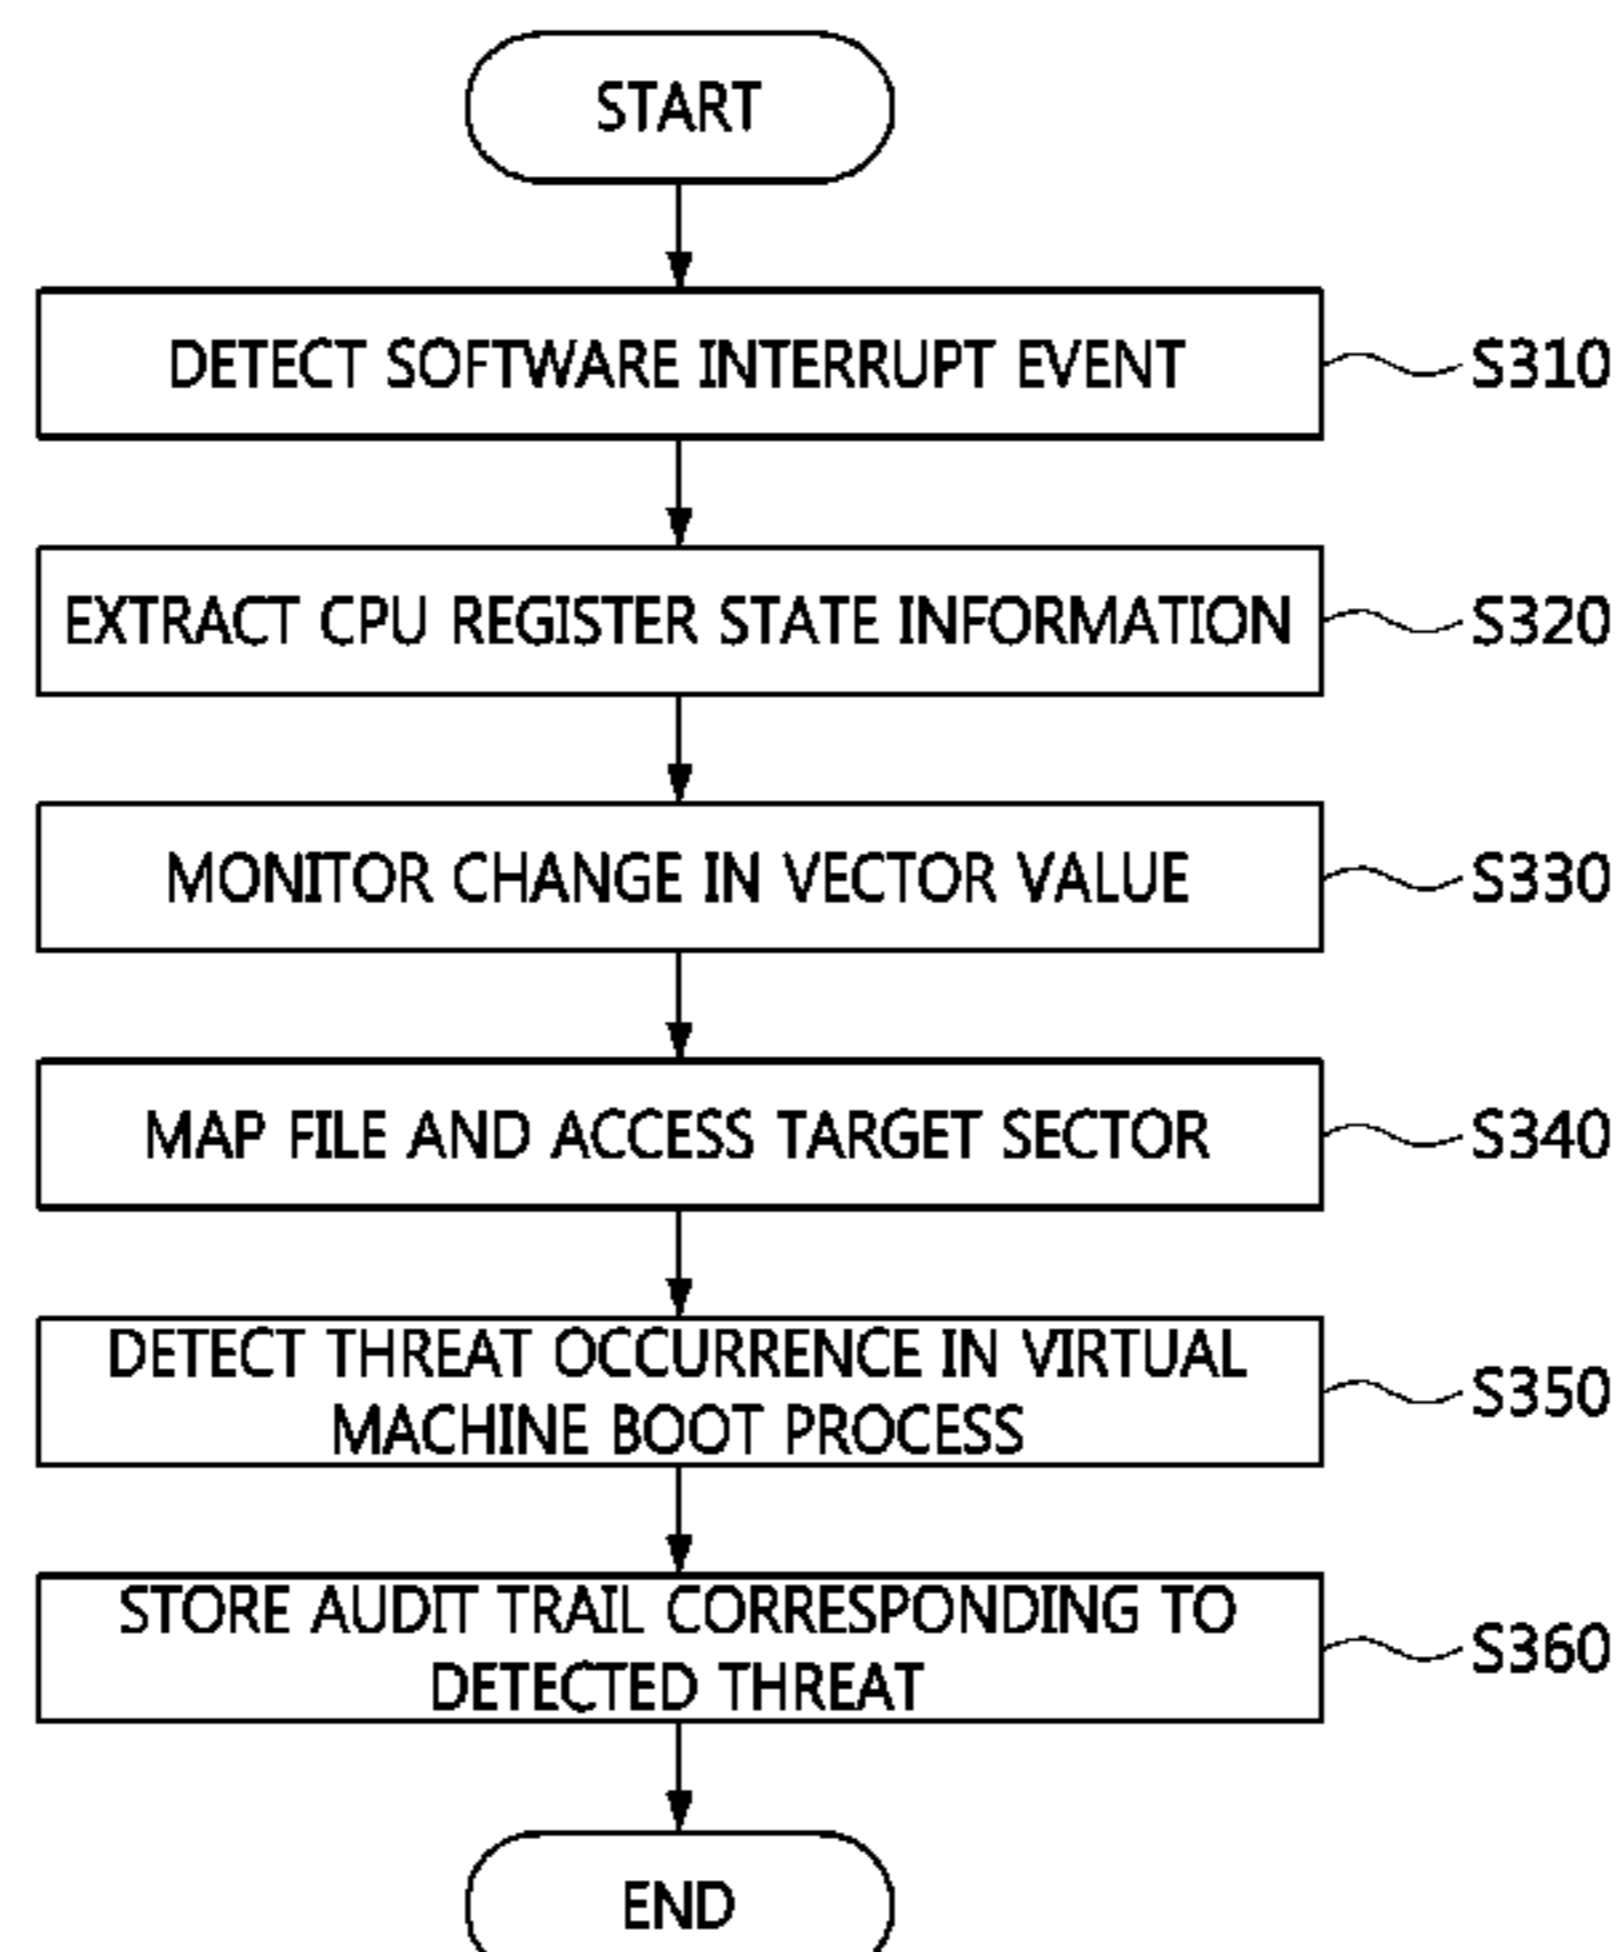 START
DETECT SOFTWARE INTERRUPT EVENT
S310
EXTRACT CPU REGISTER STATE INFORMATION
S320
MONITOR CHANGE IN VECTOR VALUE
S330
MAP FILE AND ACCESS TARGET SECTOR
S340
DETECT THREAT OCCURRENCE IN VIRTUAL
MACHINE BOOT PROCESS
S350
STORE AUDIT TRAIL CORRESPONDING TO
DETECTED THREAT
S360
END